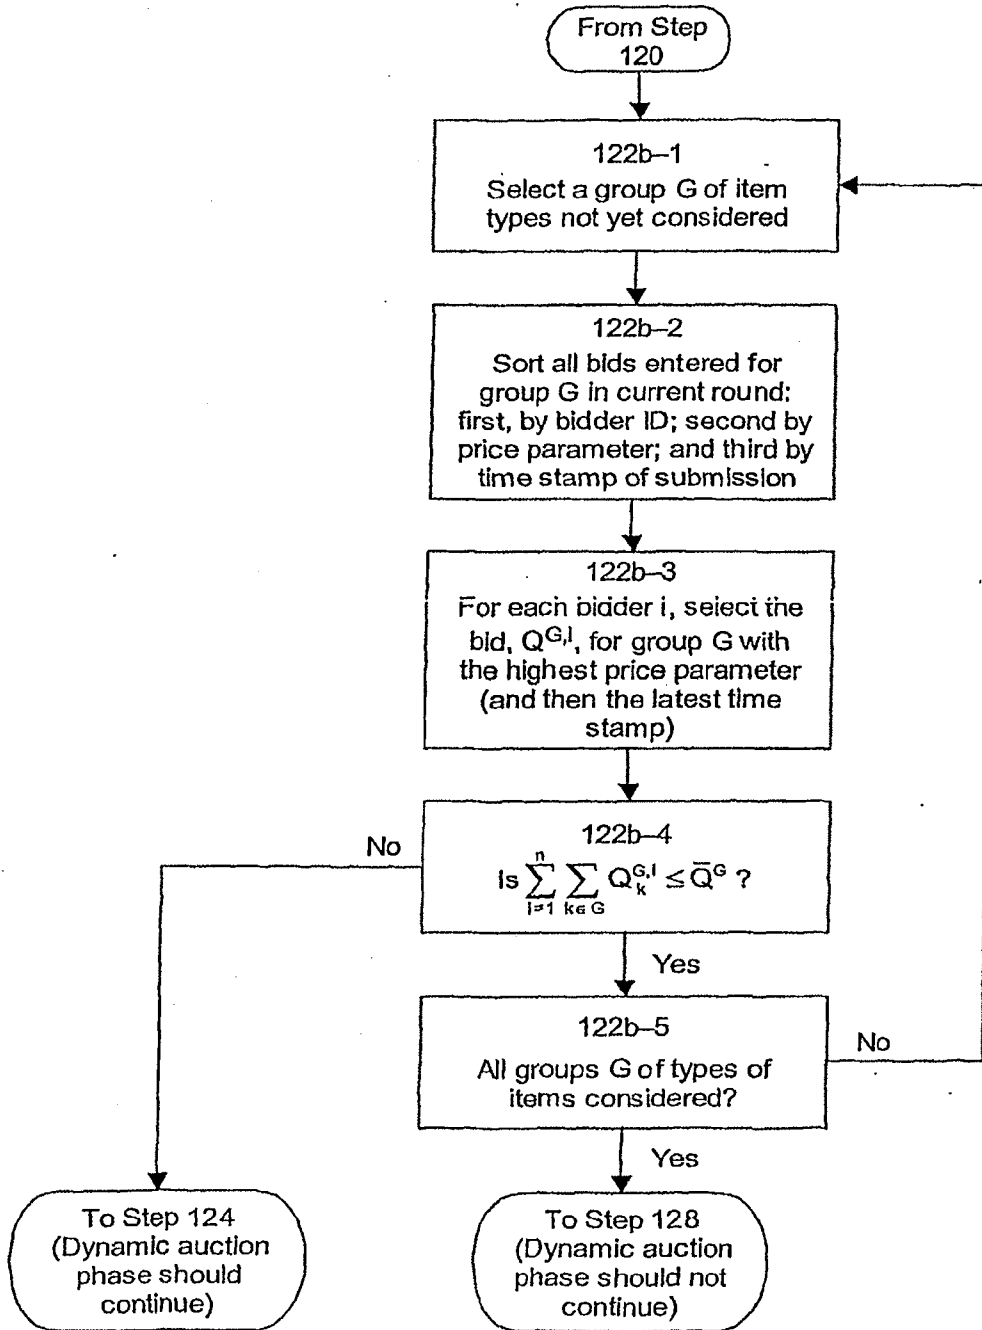 From Step
120
122b–1
Select a group G of item
types not yet considered
122b–2
Sort all bids entered for
group G in current round:
first, by bidder ID; second by
price parameter; and third by
time stamp of submission
122b–3
For each bidder i, select the
bid, Q^{G,i}, for group G with
the highest price parameter
(and then the latest time
stamp)
No
122b–4
Is \sum_{i=1}^{n} \sum_{k∈G} Q_k^{G,i} ≤ \bar{Q}^G ?
Yes
122b–5
No
All groups G of types of
items considered?
Yes
To Step 124
(Dynamic auction
phase should
continue)
To Step 128
(Dynamic auction
phase should not
continue)